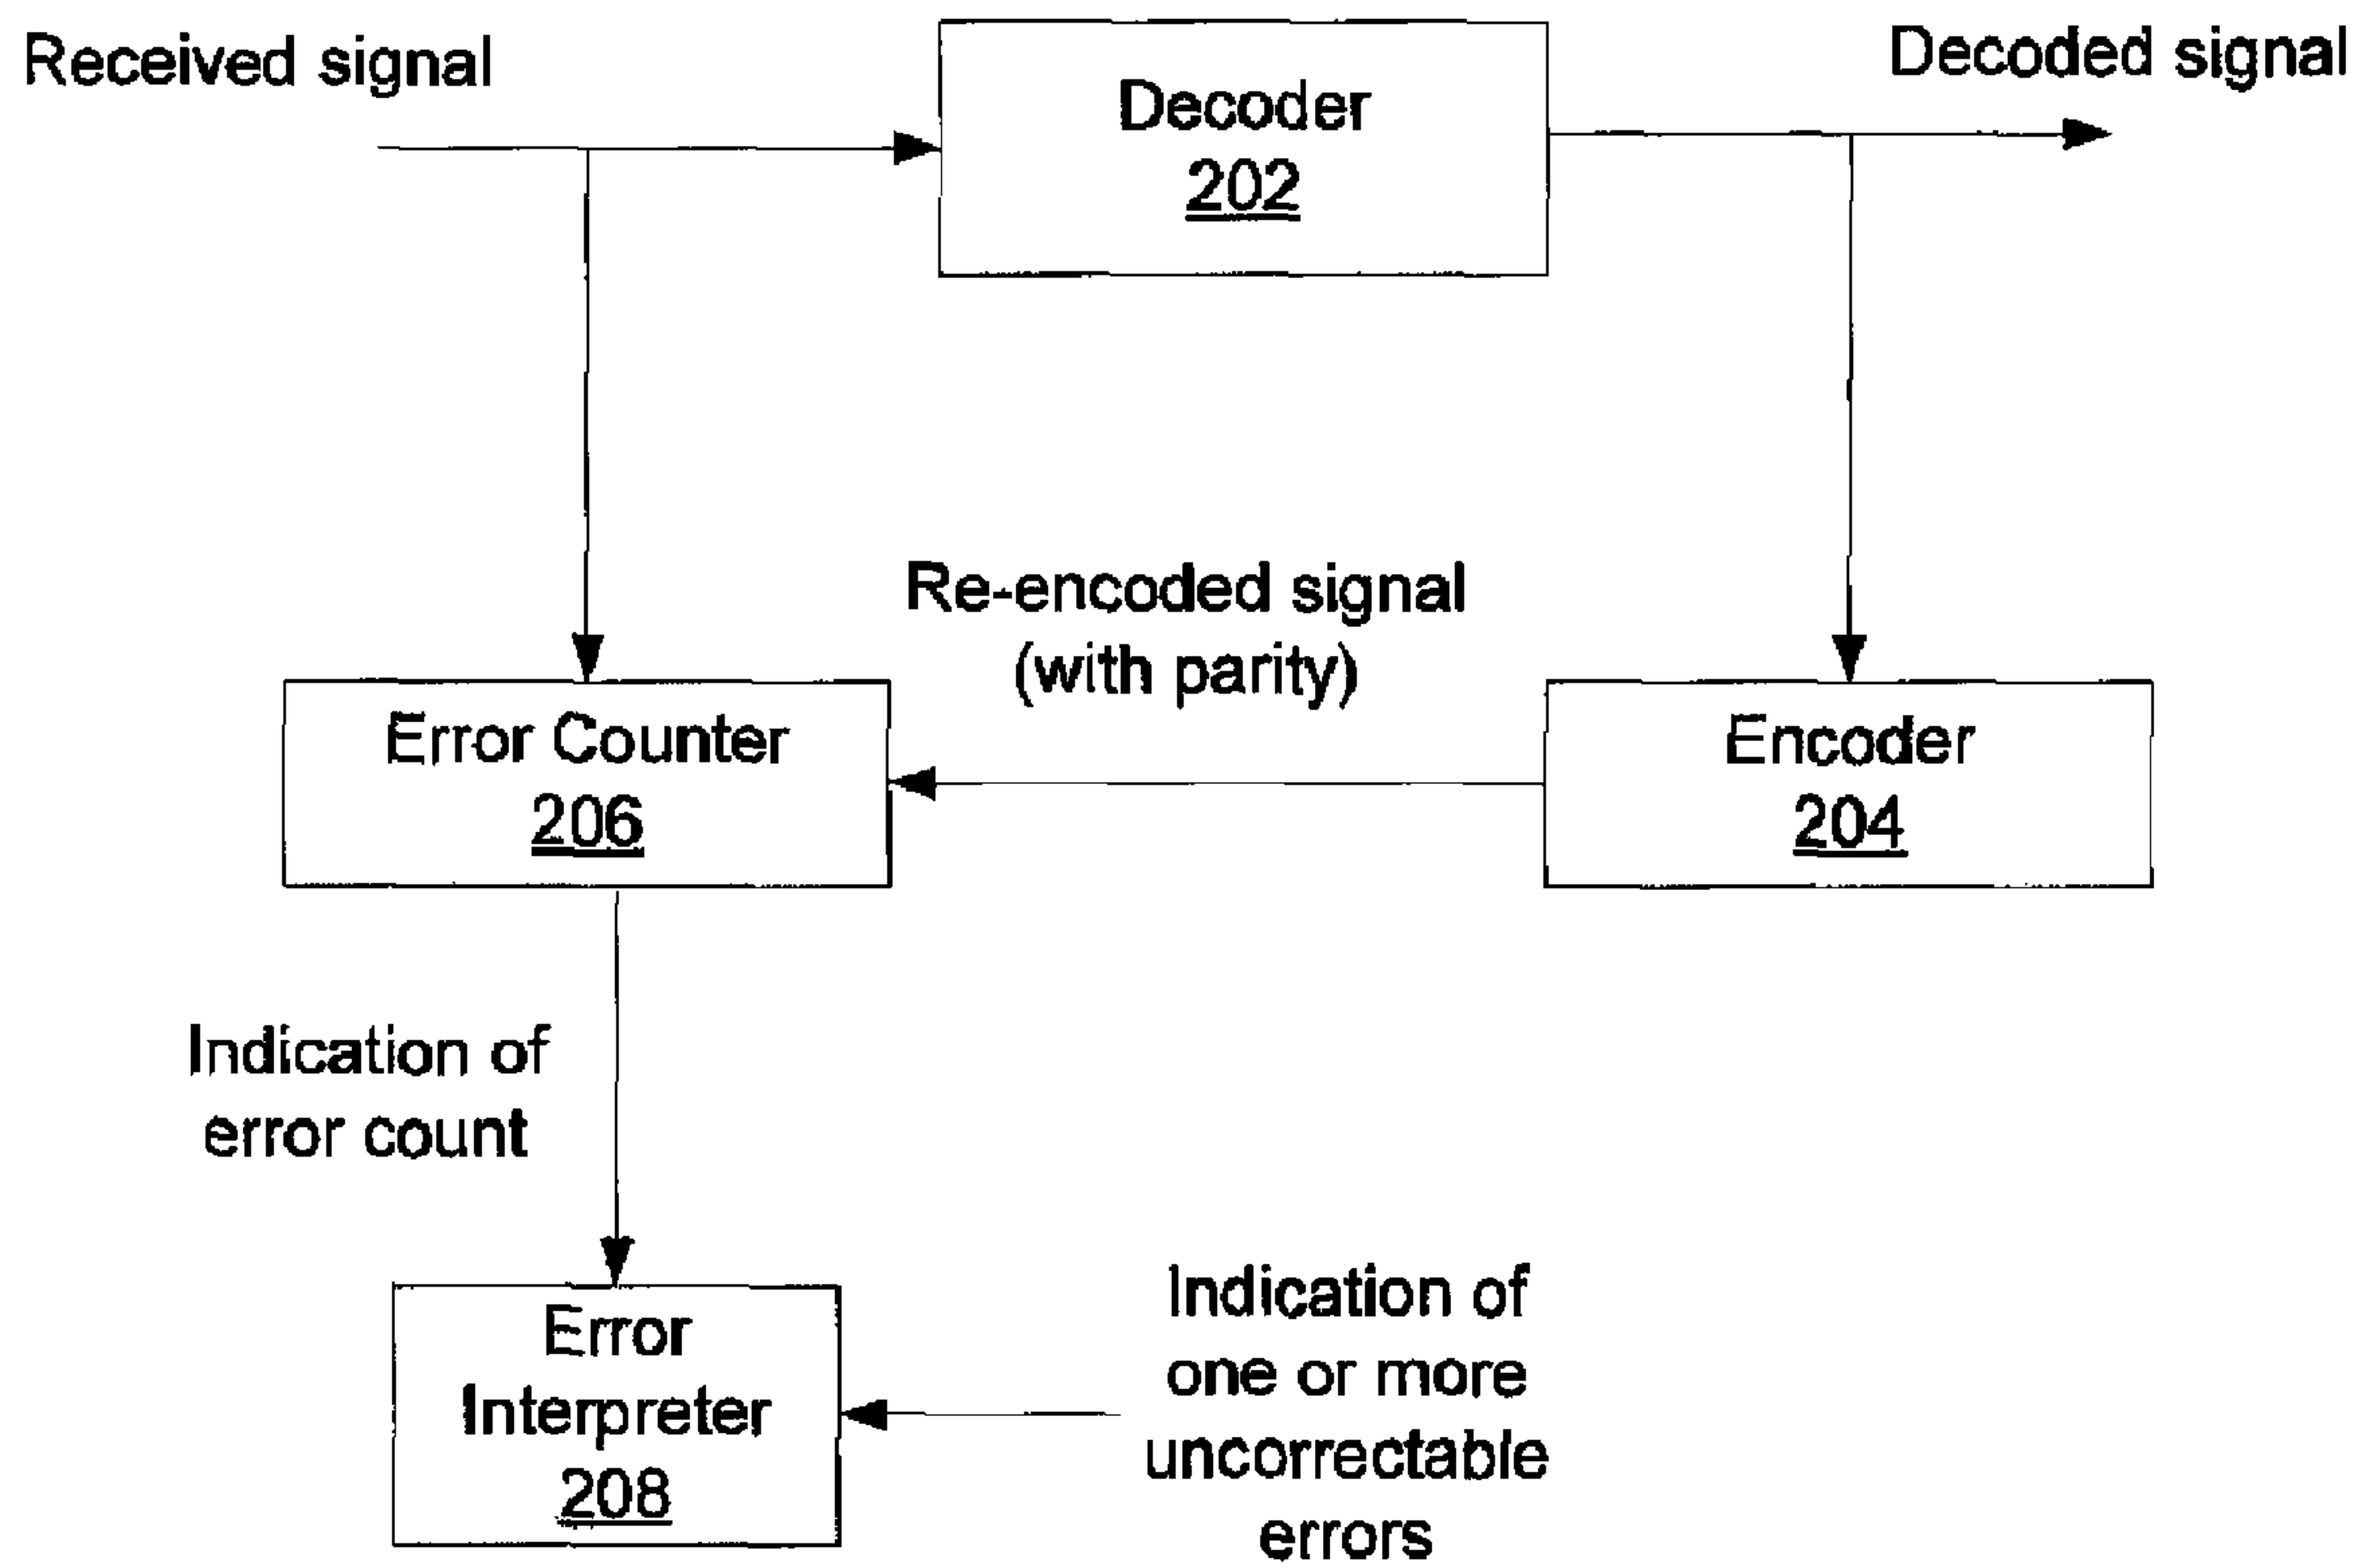 Received signal
Decoder
202
Decoded signal
Re-encoded signal
(with parity)
Error Counter
206
Encoder
204
Indication of
error count
Error
Interpreter
208
Indication of
one or more
uncorrectable
errors